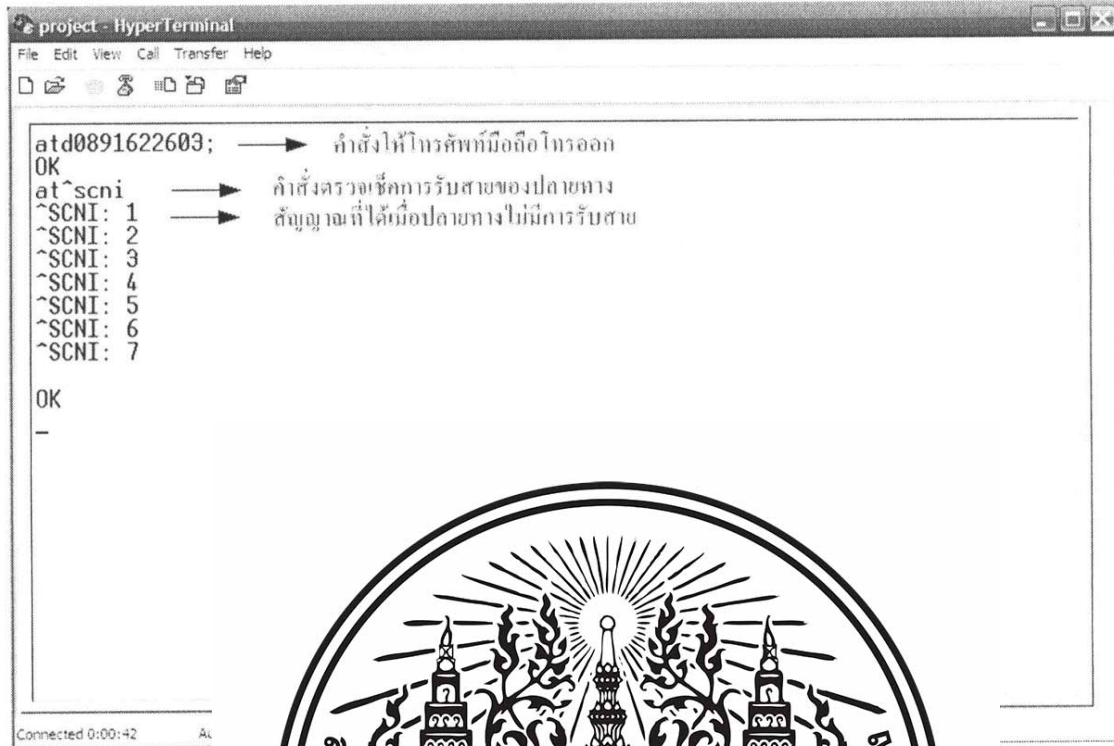 project - HyperTerminal
File Edit View Call Transfer Help
atd0891622603; คำสั่งให้โทรศัพท์มือถือโทรออก
OK
at^scni คำสั่งตรวจเช็คการรับสายของปลายทาง
^SCNI: 1 สัญญาณที่ได้เมื่อปลายทางไม่มีการรับสาย
^SCNI: 2
^SCNI: 3
^SCNI: 4
^SCNI: 5
^SCNI: 6
^SCNI: 7
OK
Connected 0:00:42